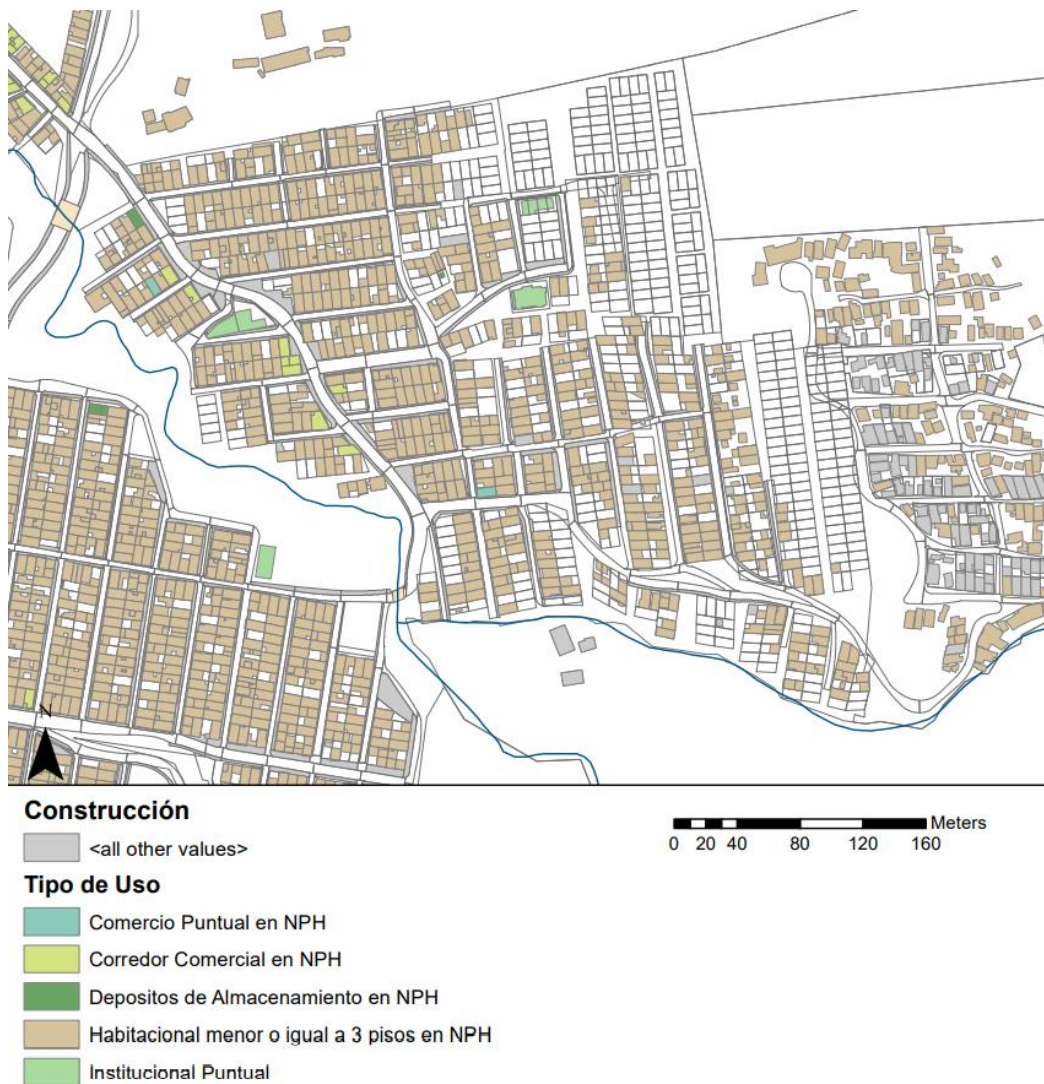 N
Construcción
<all other values>
Meters
0 20 40 80 120 160
Tipo de Uso
Comercio Puntual en NPH
Corredor Comercial en NPH
Depositos de Almacenamiento en NPH
Habitacional menor o igual a 3 pisos en NPH
Institucional Puntual